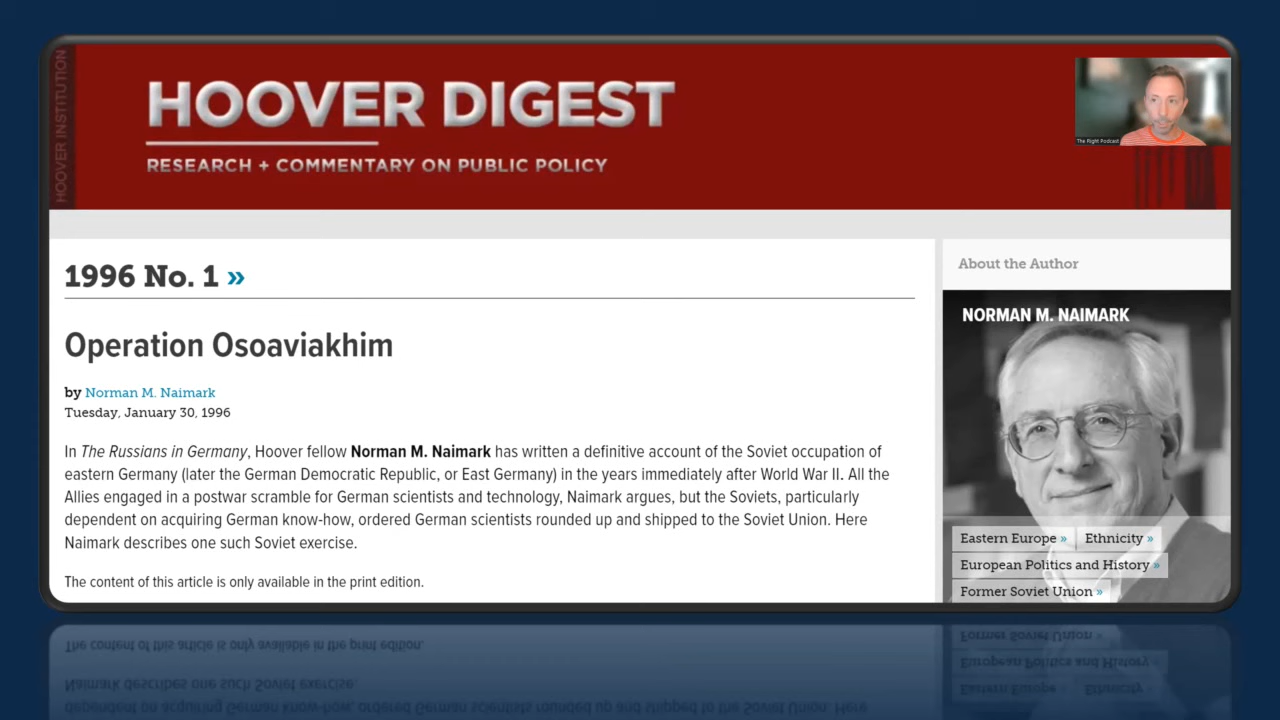 HOOVER INSTITUTION
HOOVER DIGEST
RESEARCH + COMMENTARY ON PUBLIC POLICY
The Right Podcast
1996 No. 1 »
Operation Osoaviakhim
by Norman M. Naimark
Tuesday, January 30, 1996
In The Russians in Germany, Hoover fellow Norman M. Naimark has written a definitive account of the Soviet occupation of
eastern Germany (later the German Democratic Republic, or East Germany) in the years immediately after World War II. All the
Allies engaged in a postwar scramble for German scientists and technology, Naimark argues, but the Soviets, particularly
dependent on acquiring German know-how, ordered German scientists rounded up and shipped to the Soviet Union. Here
Naimark describes one such Soviet exercise.
The content of this article is only available in the print edition.
About the Author
NORMAN M. NAIMARK
Eastern Europe »
Ethnicity »
European Politics and History »
Former Soviet Union »